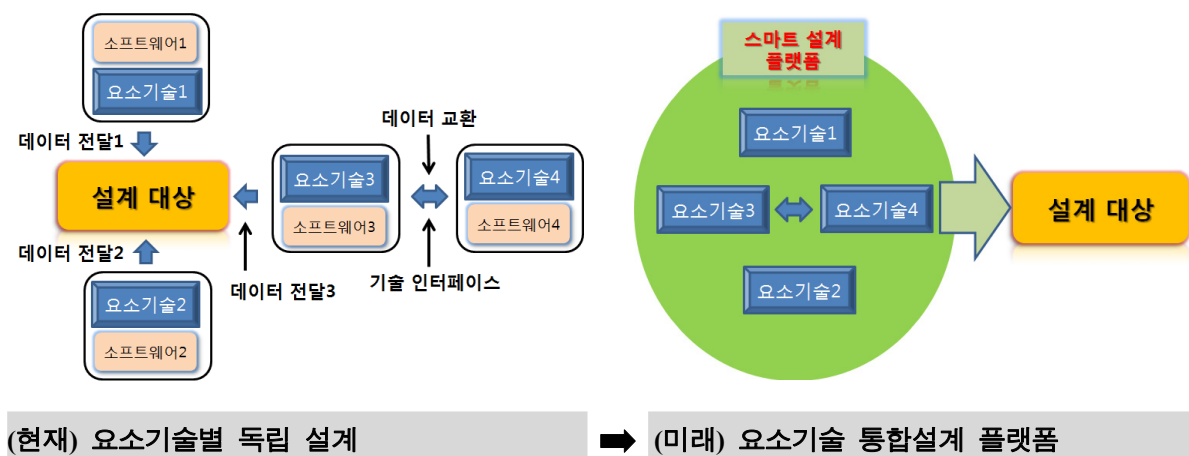 소프트웨어1
요소기술1
데이터 전달1
설계 대상
데이터 전달2
요소기술2
소프트웨어2
데이터 교환
요소기술3
소프트웨어3
요소기술4
소프트웨어4
데이터 전달3
기술 인터페이스
스마트 설계
플랫폼
요소기술1
요소기술3
요소기술4
요소기술2
설계 대상
(현재) 요소기술별 독립 설계
(미래) 요소기술 통합설계 플랫폼